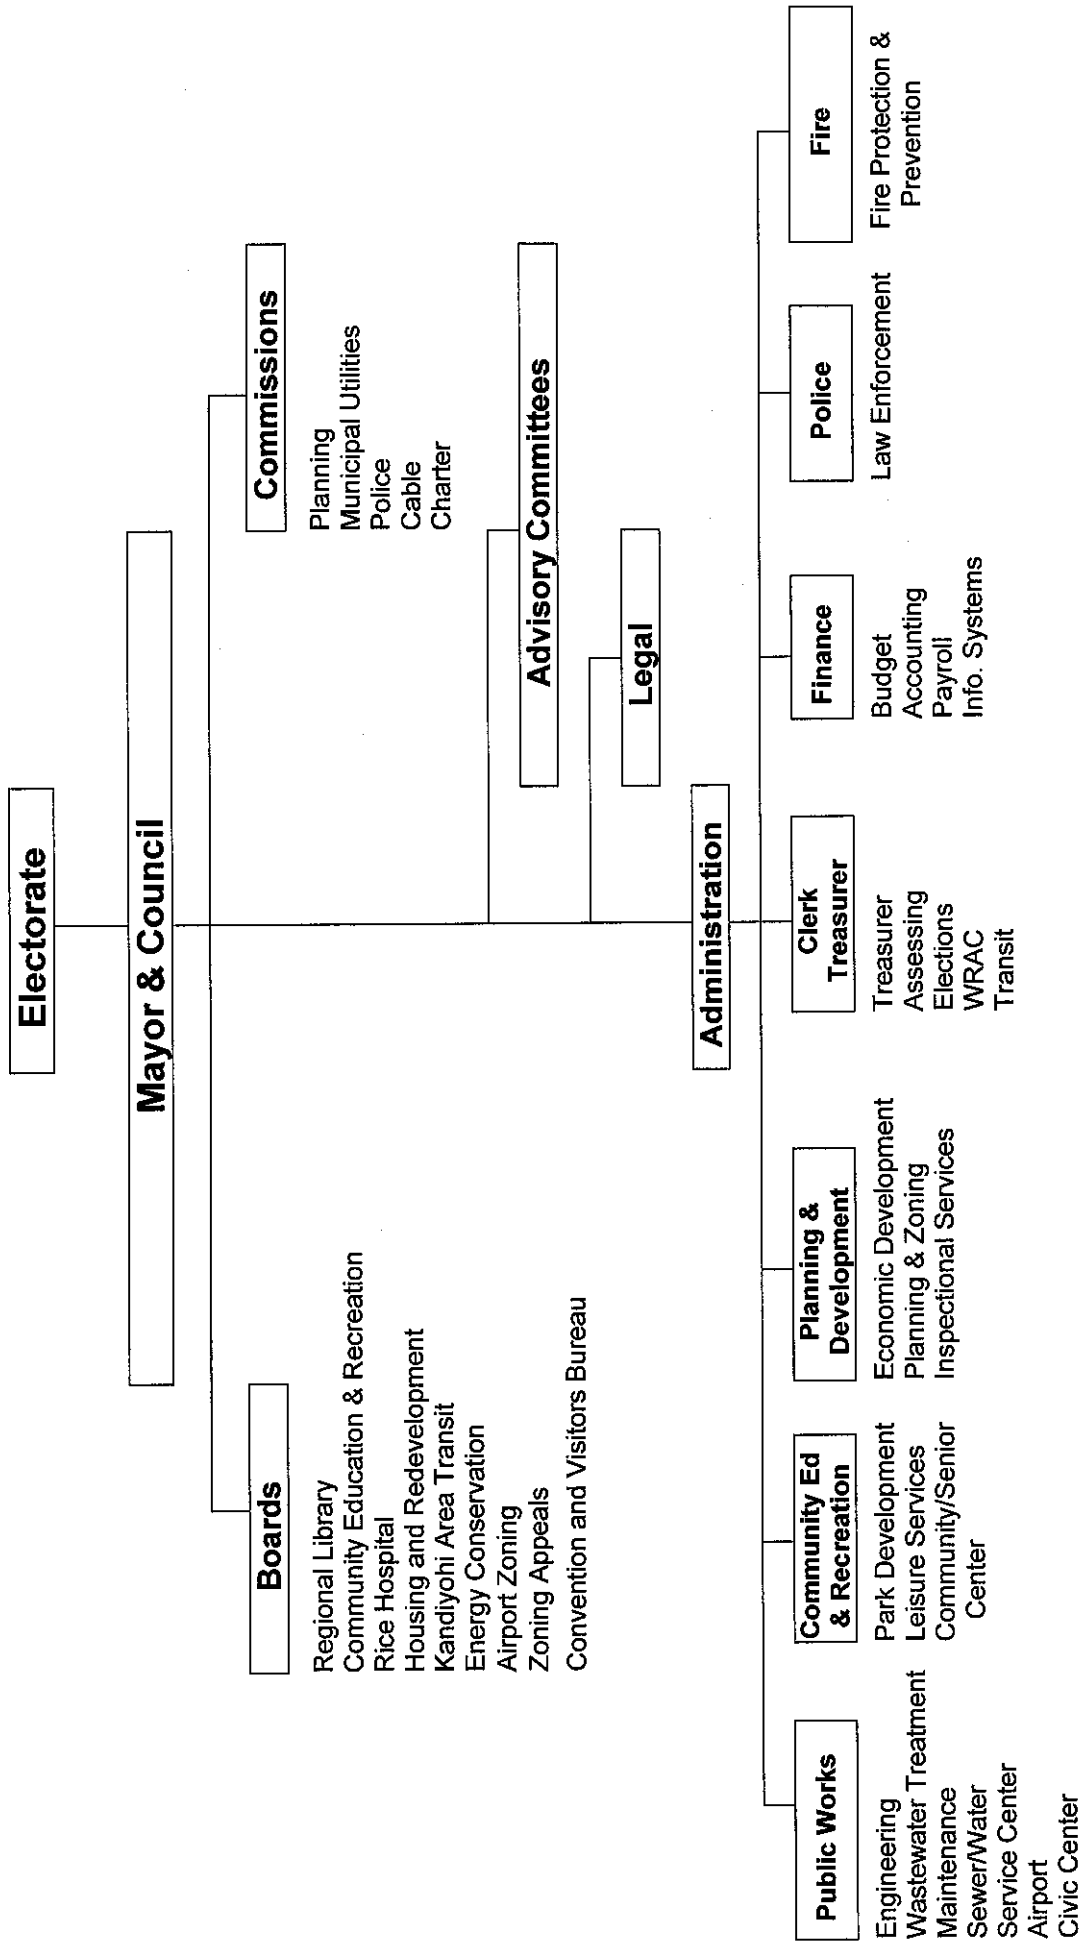 Electorate
Mayor & Council
Boards
Regional Library
Community Education & Recreation
Rice Hospital
Housing and Redevelopment
Kandiyohi Area Transit
Energy Conservation
Airport Zoning
Zoning Appeals
Convention and Visitors Bureau
Commissions
Planning
Municipal Utilities
Police
Cable
Charter
Advisory Committees
Legal
Administration
Public Works
Engineering
Wastewater Treatment
Maintenance
Sewer/Water
Service Center
Airport
Civic Center
Community Ed
& Recreation
Park Development
Leisure Services
Community/Senior
Center
Planning &
Development
Economic Development
Planning & Zoning
Inspectional Services
Clerk
Treasurer
Treasurer
Assessing
Elections
WRAC
Transit
Finance
Budget
Accounting
Payroll
Info. Systems
Police
Law Enforcement
Fire
Fire Protection &
Prevention